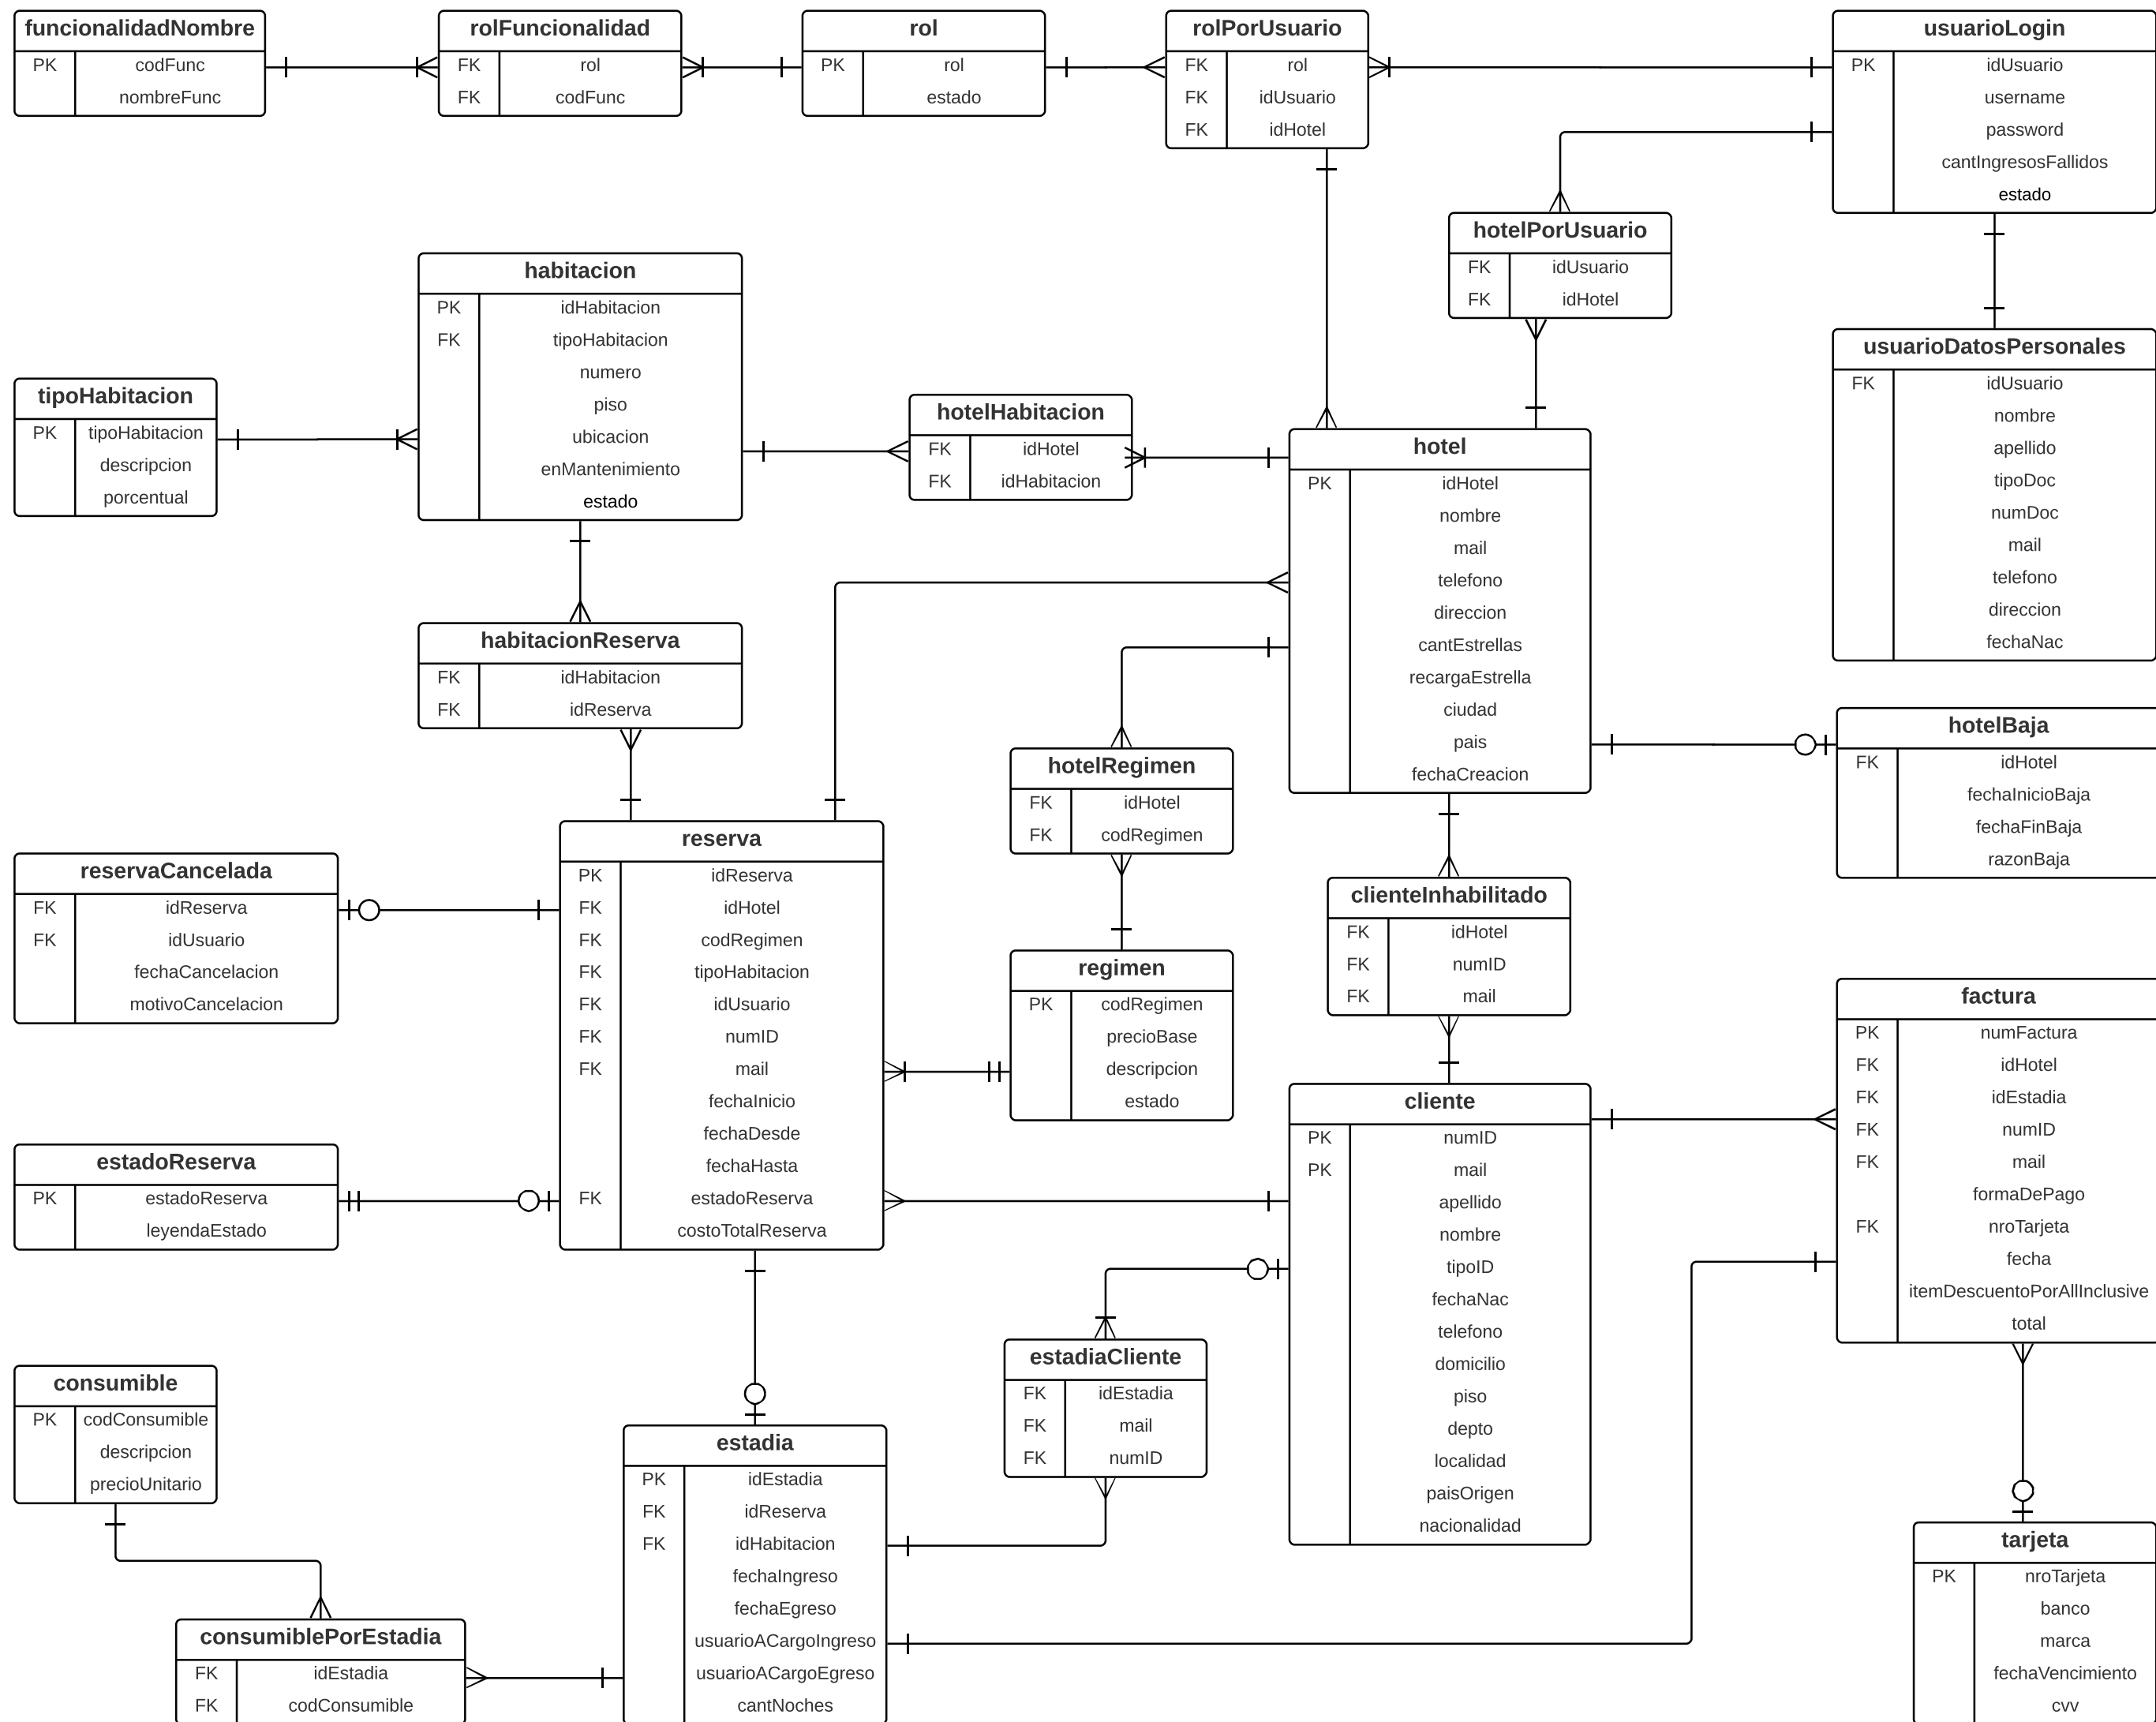 funcionalidadNombre
PK codFunc
nombreFunc
rolFuncionalidad
FK rol
FK codFunc
rol
PK rol
estado
rolPorUsuario
FK rol
FK idUsuario
FK idHotel
usuarioLogin
PK idUsuario
username
password
cantIngresosFallidos
estado
hotelPorUsuario
FK idUsuario
FK idHotel
habitacion
PK idHabitacion
FK tipoHabitacion
numero
piso
ubicacion
enMantenimiento
estado
usuarioDatosPersonales
FK idUsuario
nombre
apellido
tipoDoc
numDoc
mail
telefono
direccion
fechaNac
tipoHabitacion
PK tipoHabitacion
descripcion
porcentual
hotelHabitacion
FK idHotel
FK idHabitacion
hotel
PK idHotel
nombre
mail
telefono
direccion
cantEstrellas
recargaEstrella
ciudad
pais
fechaCreacion
habitacionReserva
FK idHabitacion
FK idReserva
hotelBaja
FK idHotel
fechaInicioBaja
fechaFinBaja
razonBaja
hotelRegimen
FK idHotel
FK codRegimen
reserva
PK idReserva
FK idHotel
FK codRegimen
FK tipoHabitacion
FK idUsuario
FK numID
FK mail
fechaInicio
fechaDesde
fechaHasta
FK estadoReserva
costoTotalReserva
reservaCancelada
FK idReserva
FK idUsuario
fechaCancelacion
motivoCancelacion
clienteInhabilitado
FK idHotel
FK numID
FK mail
regimen
PK codRegimen
precioBase
descripcion
estado
factura
PK numFactura
FK idHotel
FK idEstadia
FK numID
FK mail
formaDePago
FK nroTarjeta
fecha
itemDescuentoPorAllInclusive
total
cliente
PK numID
PK mail
apellido
nombre
tipoID
fechaNac
telefono
domicilio
piso
depto
localidad
paisOrigen
nacionalidad
estadoReserva
PK estadoReserva
leyendaEstado
estadiaCliente
FK idEstadia
FK mail
FK numID
consumible
PK codConsumible
descripcion
precioUnitario
estadia
PK idEstadia
FK idReserva
FK idHabitacion
fechaIngreso
fechaEgreso
usuarioACargoIngreso
usuarioACargoEgreso
cantNoches
tarjeta
PK nroTarjeta
banco
marca
fechaVencimiento
cvv
consumiblePorEstadia
FK idEstadia
FK codConsumible